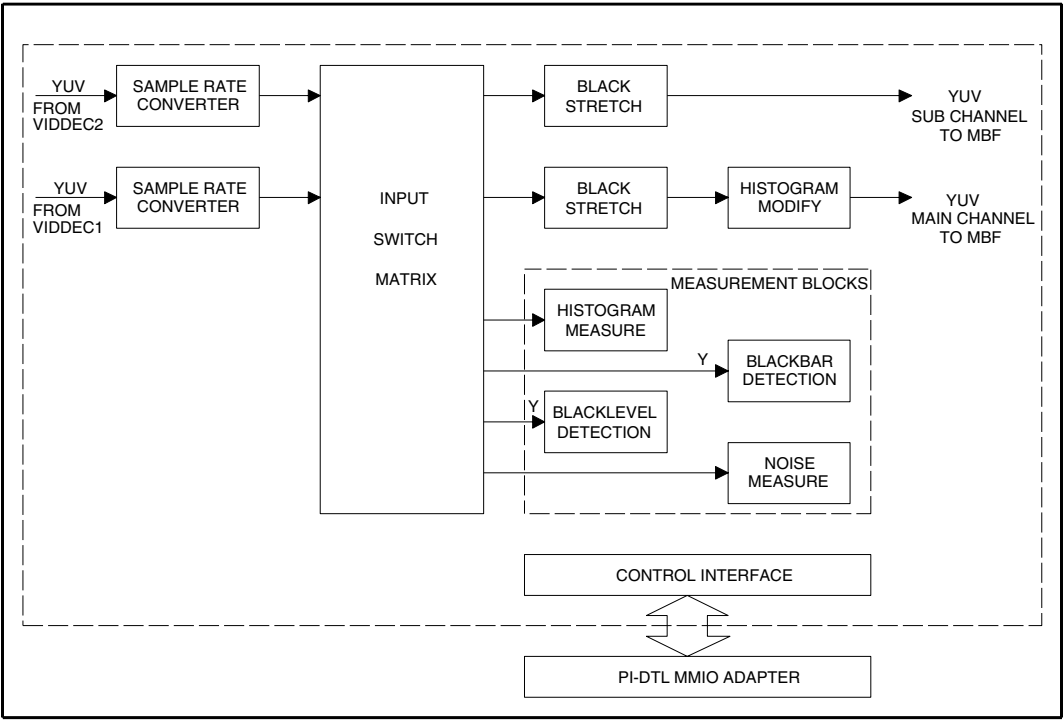 YUV
FROM
VIDDEC2
SAMPLE RATE
CONVERTER
BLACK
STRETCH
YUV
SUB CHANNEL
TO MBF
YUV
FROM
VIDDEC1
SAMPLE RATE
CONVERTER
INPUT
SWITCH
MATRIX
BLACK
STRETCH
HISTOGRAM
MODIFY
YUV
MAIN CHANNEL
TO MBF
MEASUREMENT BLOCKS
HISTOGRAM
MEASURE
Y
BLACKBAR
DETECTION
Y
BLACKLEVEL
DETECTION
NOISE
MEASURE
CONTROL INTERFACE
PI-DTL MMIO ADAPTER